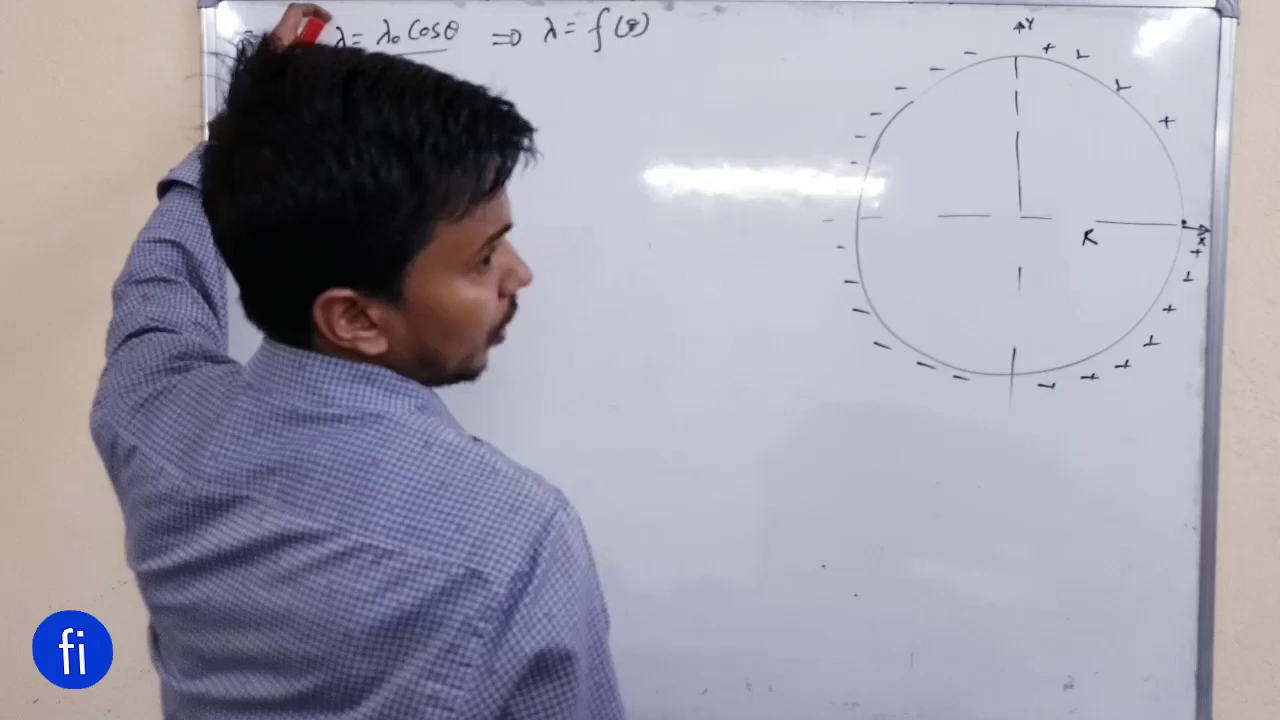 λ = λ₀ Cosθ ⇒ λ = f(θ)
Y
+ + + +
- - - - - -
R
X
- - - - - - -
+ + + + + + +
fi